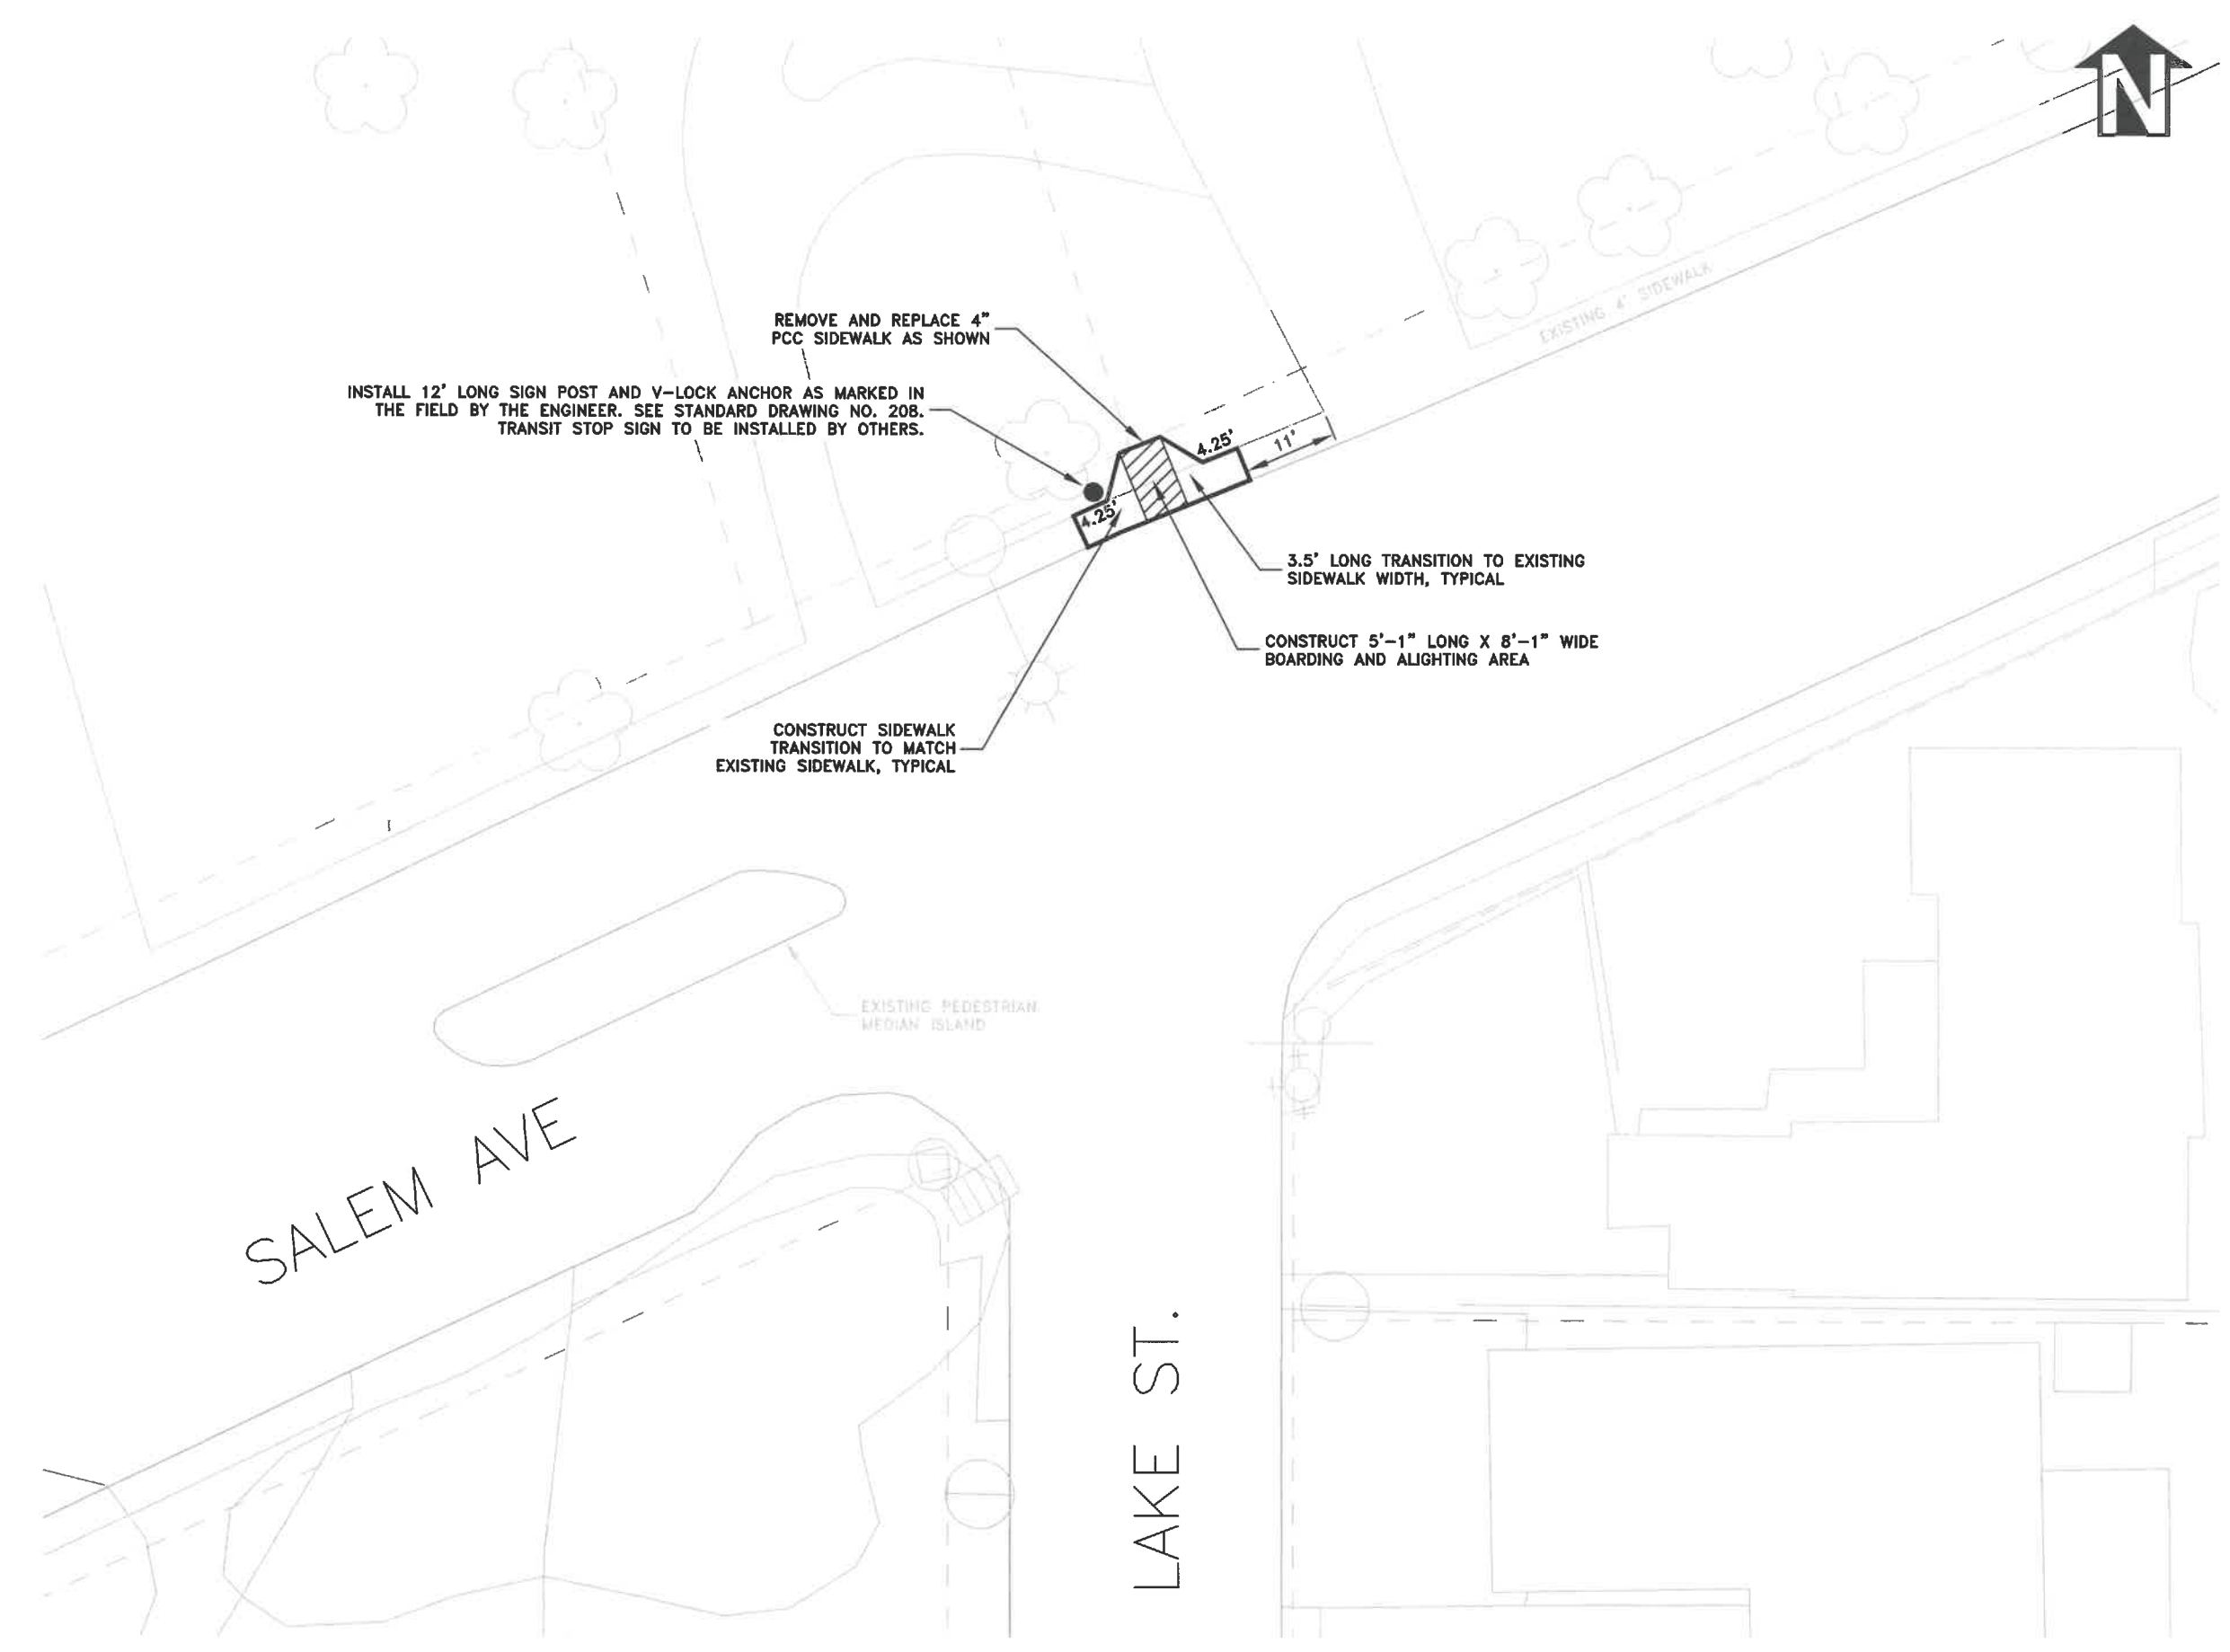 N
EXISTING 4' SIDEWALK
REMOVE AND REPLACE 4"
PCC SIDEWALK AS SHOWN
INSTALL 12' LONG SIGN POST AND V-LOCK ANCHOR AS MARKED IN
THE FIELD BY THE ENGINEER. SEE STANDARD DRAWING NO. 208.
TRANSIT STOP SIGN TO BE INSTALLED BY OTHERS.
4.25'
11'
4.25'
3.5' LONG TRANSITION TO EXISTING
SIDEWALK WIDTH, TYPICAL
CONSTRUCT 5'-1" LONG X 8'-1" WIDE
BOARDING AND ALIGHTING AREA
CONSTRUCT SIDEWALK
TRANSITION TO MATCH
EXISTING SIDEWALK, TYPICAL
EXISTING PEDESTRIAN
MEDIAN ISLAND
SALEM AVE
LAKE ST.